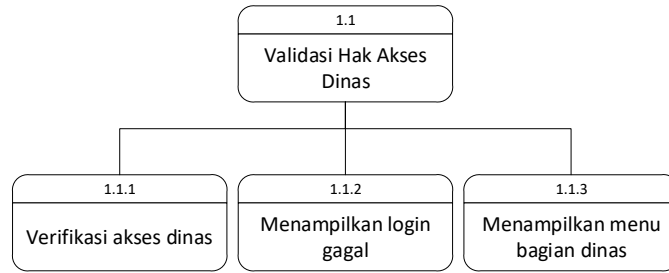 1.1
Validasi Hak Akses
Dinas
1.1.1
Verifikasi akses dinas
1.1.2
Menampilkan login
gagal
1.1.3
Menampilkan menu
bagian dinas